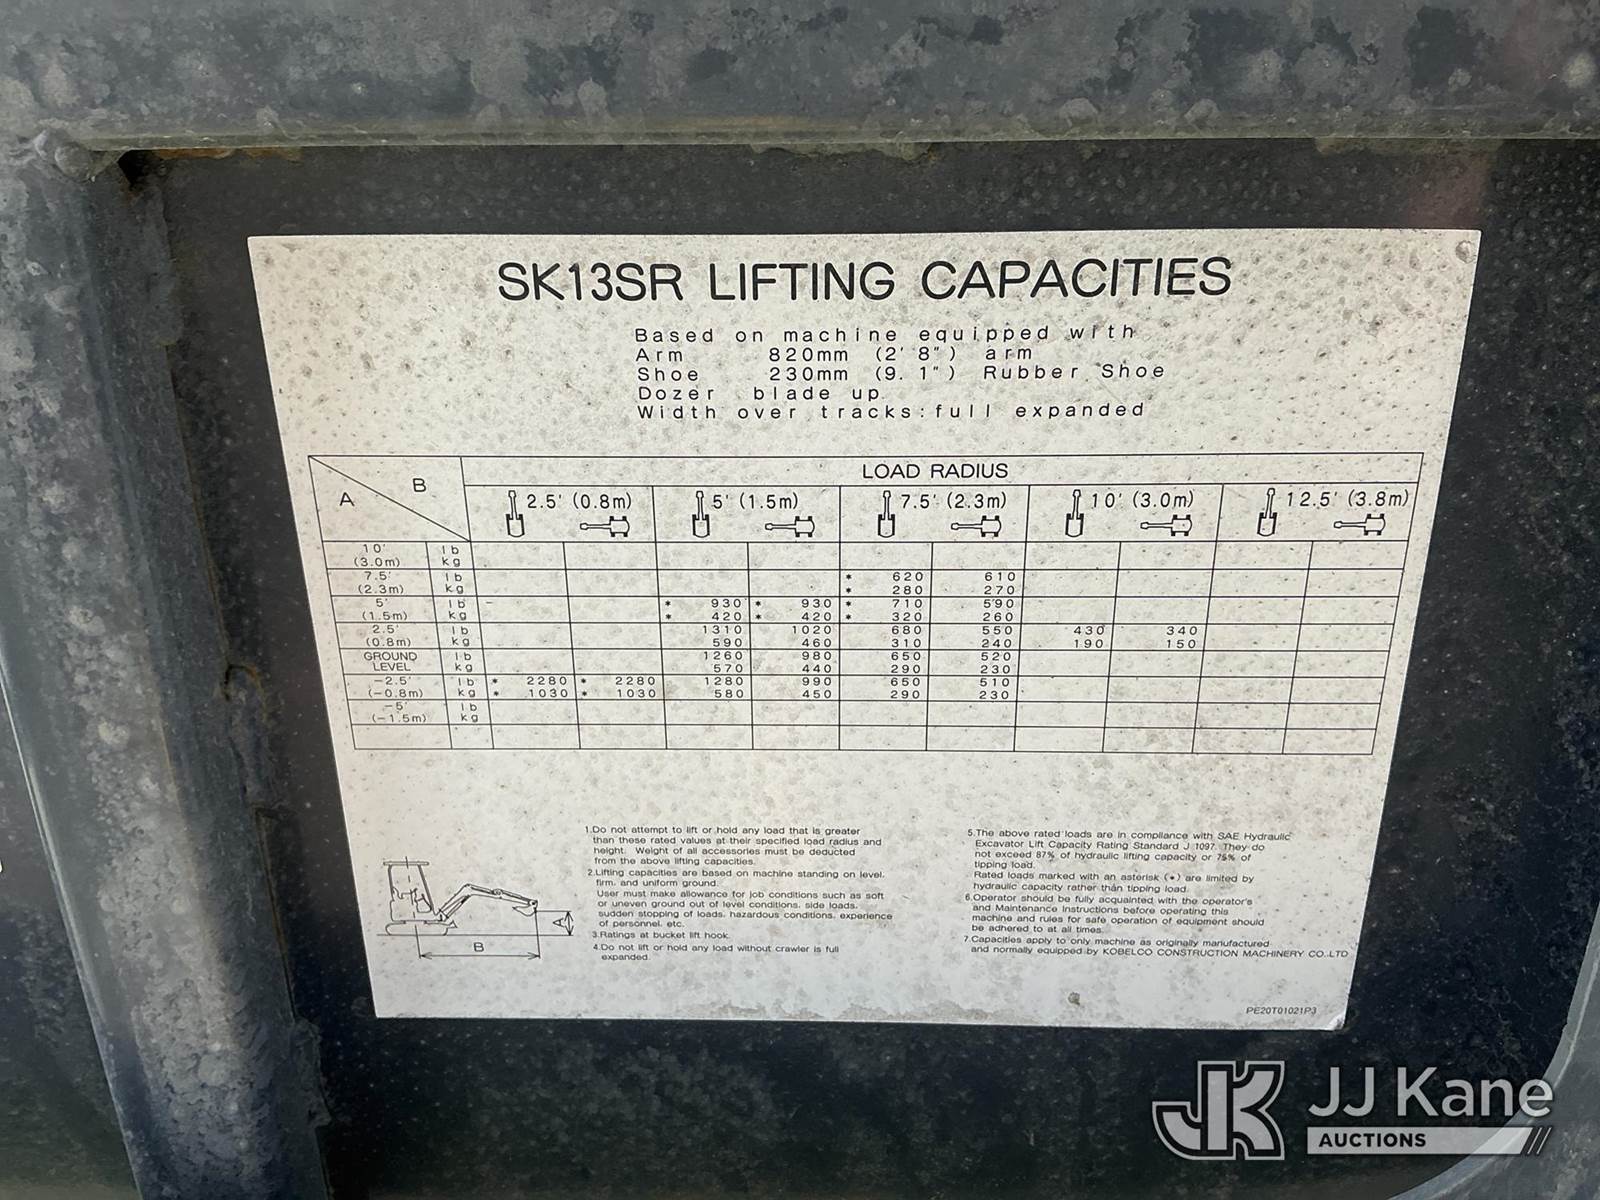 SK13SR LIFTING CAPACITIES
Based on machine equipped with
Arm 820mm (2' 8") arm
Shoe 230mm (9. 1") Rubber Shoe
Dozer blade up
Width over tracks:full expanded
A B LOAD RADIUS
2.5' (0.8m) 5' (1.5m) 7.5' (2.3m) 10' (3.0m) 12.5' (3.8m)
10' lb
(3.0m) kg
7.5' lb * 620 610
(2.3m) kg * 280 270
5' lb * 930 * 930 * 710 590
(1.5m) kg * 420 * 420 * 320 260
2.5' lb 1310 1020 680 550 430 340
(0.8m) kg 590 460 310 240 190 150
GROUND lb 1260 980 650 520
LEVEL kg 570 440 290 230
-2.5' lb * 2280 * 2280 1280 990 650 510
(-0.8m) kg * 1030 * 1030 580 450 290 230
-5' lb
(-1.5m) kg
1.Do not attempt to lift or hold any load that is greater
than these rated values at their specified load radius and
height. Weight of all accessories must be deducted
from the above lifting capacities.
2.Lifting capacities are based on machine standing on level,
firm, and uniform ground.
User must make allowance for job conditions such as soft
or uneven ground out of level conditions, side loads,
sudden stopping of loads, hazardous conditions, experience
of personnel, etc.
3.Ratings at bucket lift hook.
4.Do not lift or hold any load without crawler is full
expanded.
A
B
5.The above rated loads are in compliance with SAE Hydraulic
Excavator Lift Capacity Rating Standard J 1097. They do
not exceed 87% of hydraulic lifting capacity or 75% of
tipping load.
Rated loads marked with an asterisk (*) are limited by
hydraulic capacity rather than tipping load.
6.Operator should be fully acquainted with the operator's
and Maintenance Instructions before operating this
machine and rules for safe operation of equipment should
be adhered to at all times.
7.Capacities apply to only machine as originally manufactured
and normally equipped by KOBELCO CONSTRUCTION MACHINERY CO.,LTD
PE20T01021P3
JK JJ Kane
AUCTIONS